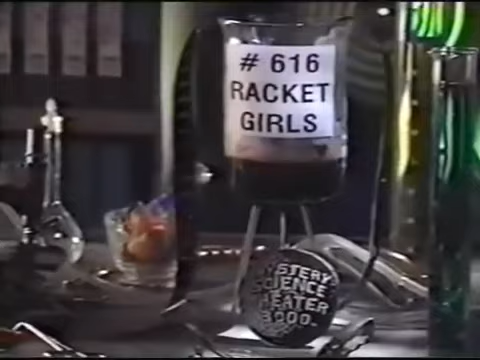 # 616
RACKET
GIRLS
MYSTERY
SCIENCE
THEATER
3000